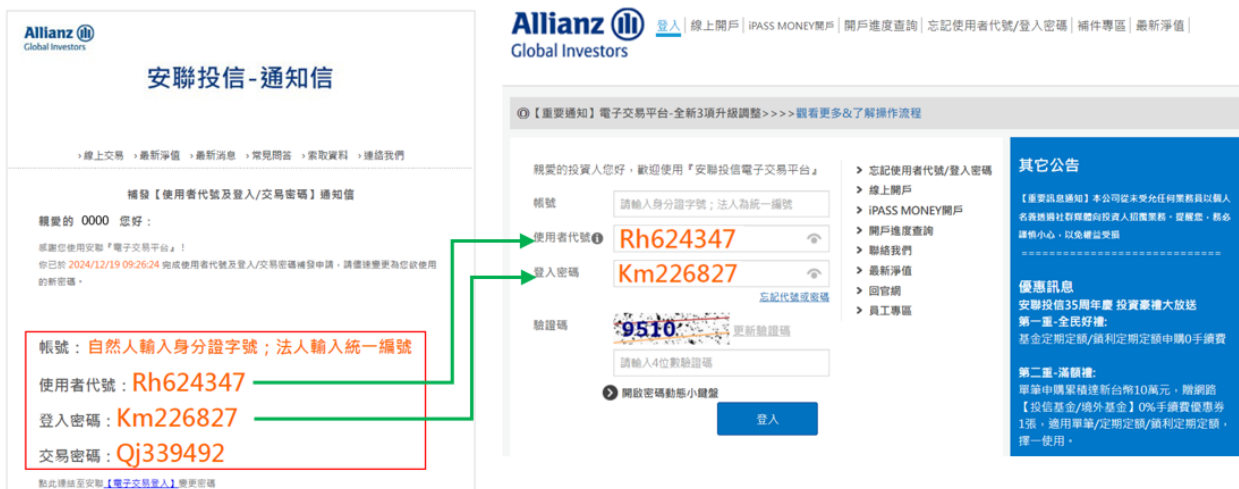 Allianz
Global Investors
安聯投信-通知信
›線上交易 ›最新淨值 ›最新消息 ›常見問答 ›索取資料 ›連絡我們
補發【使用者代號及登入/交易密碼】通知信
親愛的 0000 您好：
感謝您使用安聯『電子交易平台』！
你已於 2024/12/19 09:26:24 完成使用者代號及登入/交易密碼補發申請，請儘速變更為您欲使用
的新密碼。
帳號：自然人輸入身分證字號；法人輸入統一編號
使用者代號：Rh624347
登入密碼：Km226827
交易密碼：Qj339492
點此連結至安聯【電子交易登入】變更密碼
Allianz
Global Investors
登入 | 線上開戶 | iPASS MONEY開戶 | 開戶進度查詢 | 忘記使用者代號/登入密碼 | 補件專區 | 最新淨值 |
【重要通知】電子交易平台-全新3項升級調整>>>>觀看更多&了解操作流程
親愛的投資人您好，歡迎使用『安聯投信電子交易平台』
帳號 請輸入身分證字號；法人為統一編號
使用者代號 Rh624347
登入密碼 Km226827
忘記代號或密碼
驗證碼 9510 更新驗證碼
請輸入4位數驗證碼
開啟密碼動態小鍵盤
登入
› 忘記使用者代號/登入密碼
› 線上開戶
› iPASS MONEY開戶
› 開戶進度查詢
› 聯絡我們
› 最新淨值
› 回官網
› 員工專區
其它公告
【重要訊息通知】本公司從未受允任何業務員以個人
名義透過社群媒體向投資人招攬業務。提醒您，務必
謹慎小心，以免權益受損
=============================
優惠訊息
安聯投信35周年慶 投資豪禮大放送
第一重-全民好禮:
基金定期定額/鎖利定期定額申購0手續費
第二重-滿額禮:
單筆申購累積達新台幣10萬元，贈網路
【投信基金/境外基金】0%手續費優惠券
1張，適用單筆/定期定額/鎖利定期定額，
擇一使用。